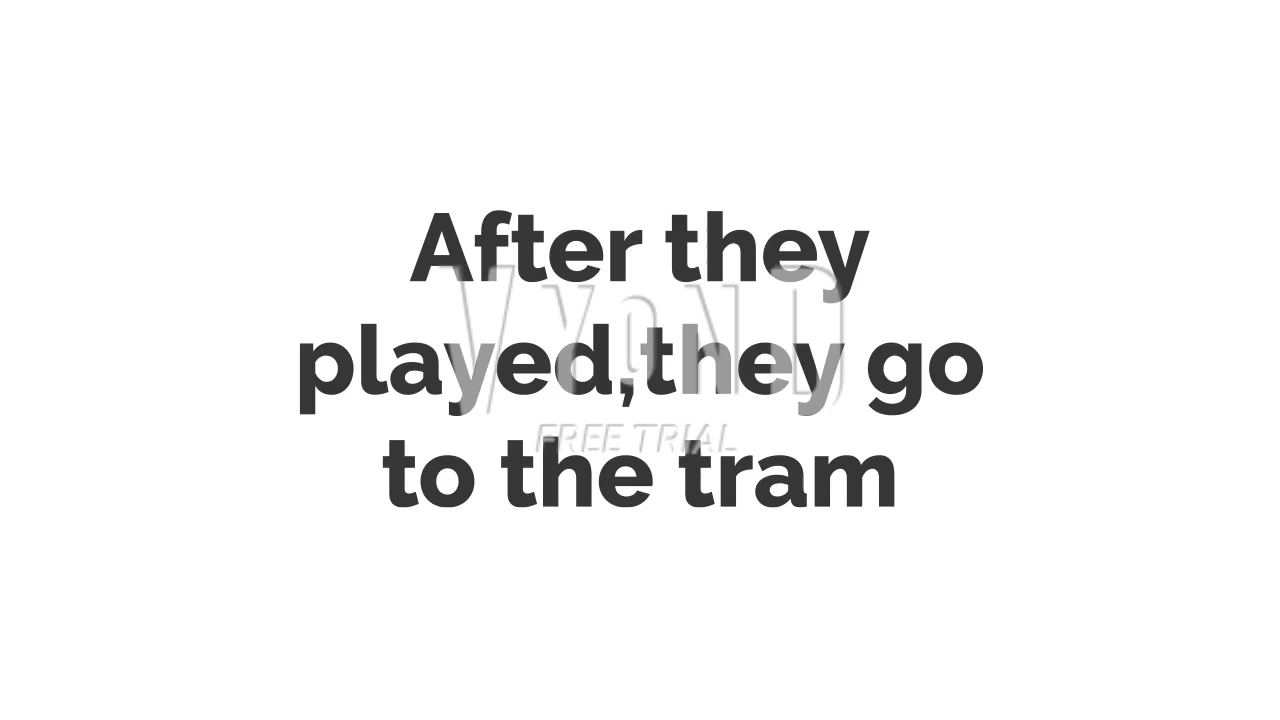 After they
played,they go
to the tram
VYOND
FREE TRIAL